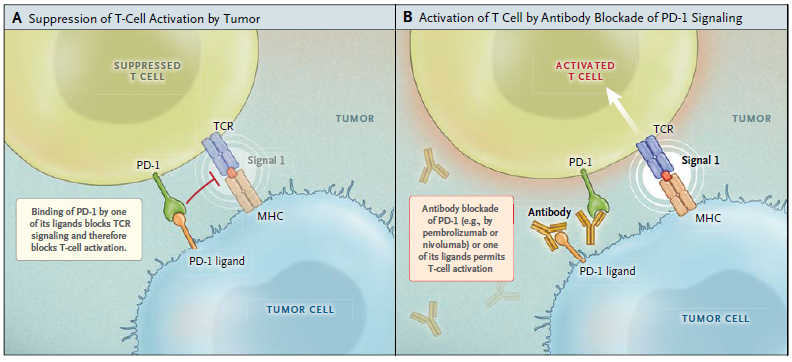 A Suppression of T-Cell Activation by Tumor
SUPPRESSED
T CELL
TUMOR
TCR
Signal 1
PD-1
MHC
Binding of PD-1 by one
of its ligands blocks TCR
signaling and therefore
blocks T-cell activation.
PD-1 ligand
TUMOR CELL
B Activation of T Cell by Antibody Blockade of PD-1 Signaling
ACTIVATED
T CELL
TUMOR
TCR
Signal 1
PD-1
MHC
Antibody
Antibody blockade
of PD-1 (e.g., by
pembrolizumab or
nivolumab) or one
of its ligands permits
T-cell activation
PD-1 ligand
TUMOR CELL